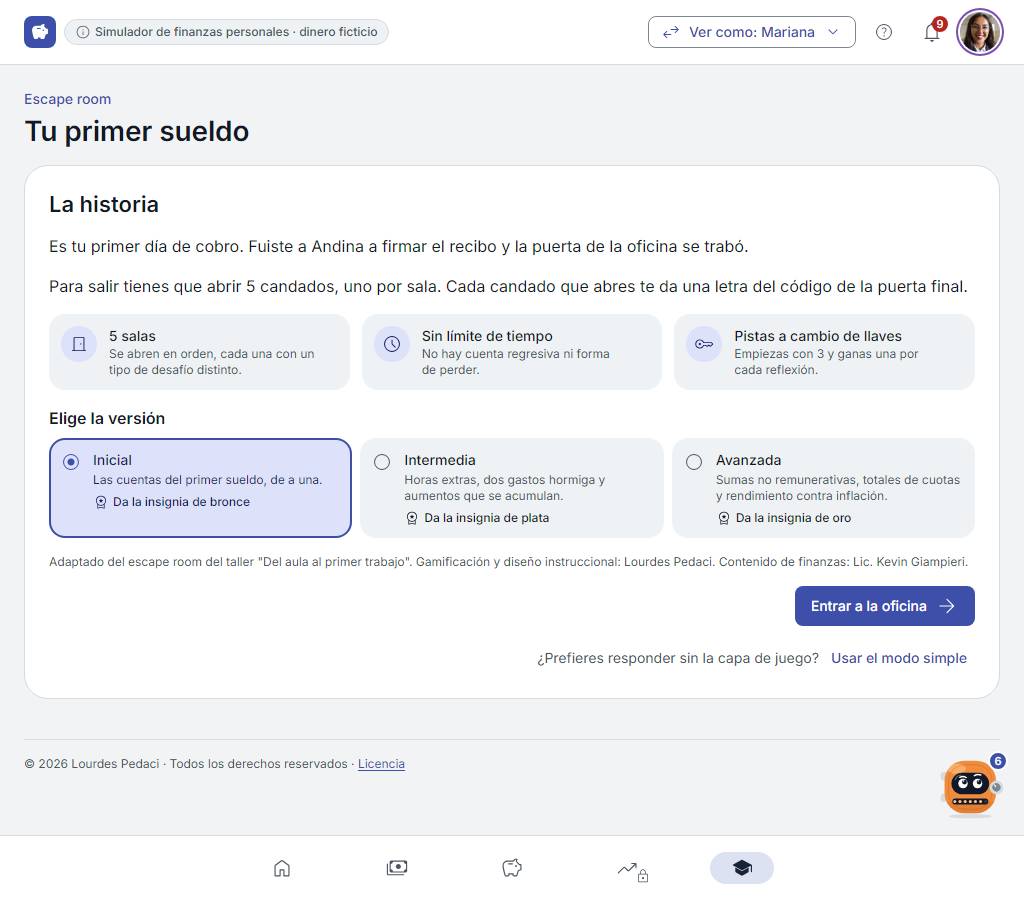 Simulador de finanzas personales · dinero ficticio
Ver como: Mariana
9
Escape room
Tu primer sueldo
La historia
Es tu primer día de cobro. Fuiste a Andina a firmar el recibo y la puerta de la oficina se trabó.
Para salir tienes que abrir 5 candados, uno por sala. Cada candado que abres te da una letra del código de la puerta final.
5 salas
Se abren en orden, cada una con un
tipo de desafío distinto.
Sin límite de tiempo
No hay cuenta regresiva ni forma
de perder.
Pistas a cambio de llaves
Empiezas con 3 y ganas una por
cada reflexión.
Elige la versión
Inicial
Las cuentas del primer sueldo, de a una.
Da la insignia de bronce
Intermedia
Horas extras, dos gastos hormiga y
aumentos que se acumulan.
Da la insignia de plata
Avanzada
Sumas no remunerativas, totales de cuotas
y rendimiento contra inflación.
Da la insignia de oro
Adaptado del escape room del taller "Del aula al primer trabajo". Gamificación y diseño instruccional: Lourdes Pedaci. Contenido de finanzas: Lic. Kevin Giampieri.
Entrar a la oficina
¿Prefieres responder sin la capa de juego? Usar el modo simple
© 2026 Lourdes Pedaci · Todos los derechos reservados · Licencia
6